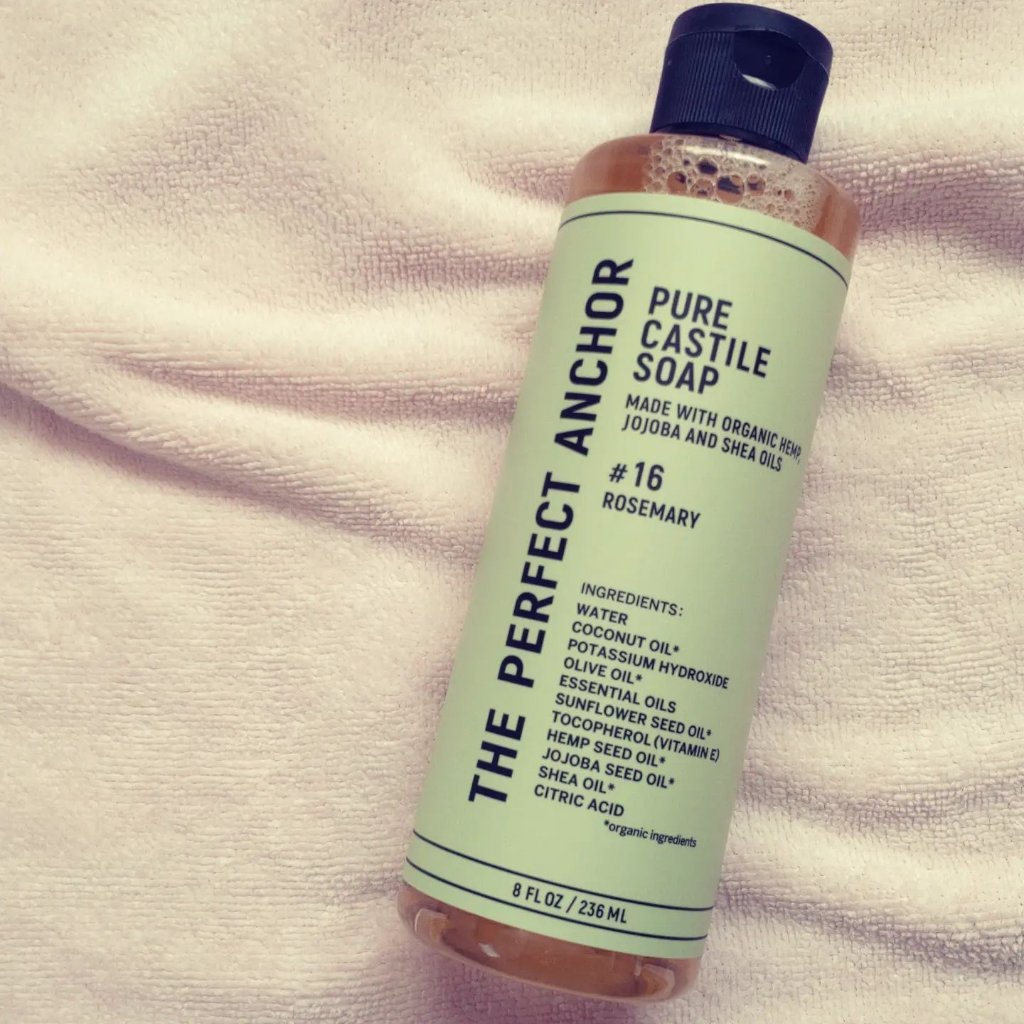 THE PERFECT ANCHOR
PURE
CASTILE
SOAP
MADE WITH ORGANIC HEMP,
JOJOBA AND SHEA OILS
#16
ROSEMARY
INGREDIENTS:
WATER
COCONUT OIL*
POTASSIUM HYDROXIDE
OLIVE OIL*
ESSENTIAL OILS
SUNFLOWER SEED OIL*
TOCOPHEROL (VITAMIN E)
HEMP SEED OIL*
JOJOBA SEED OIL*
SHEA OIL*
CITRIC ACID
*organic ingredients
8 FL OZ / 236 ML